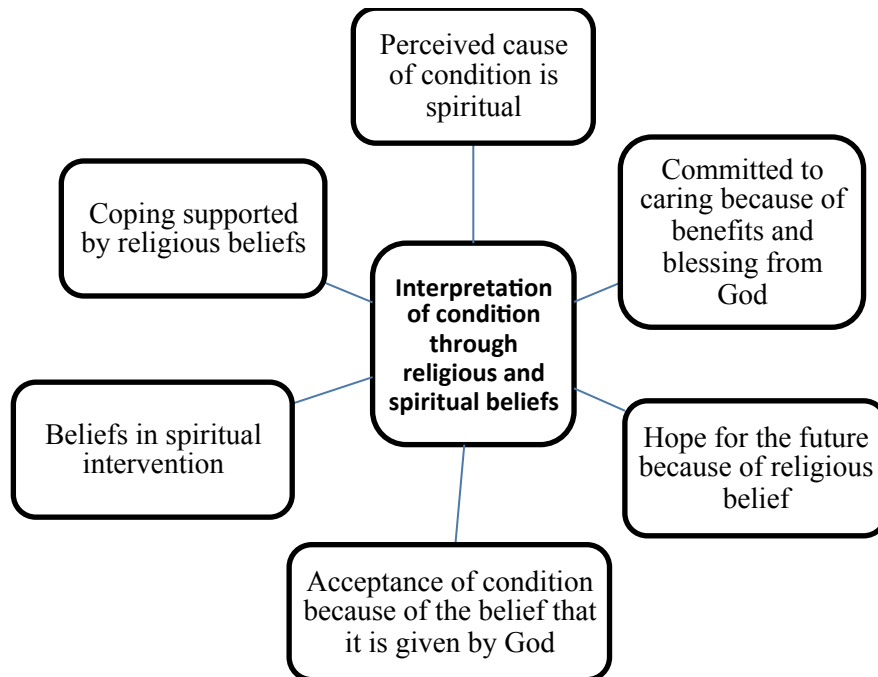 Perceived cause
of condition is
spiritual
Coping supported
by religious beliefs
Committed to
caring because of
benefits and
blessing from
God
Interpretation
of condition
through
religious and
spiritual beliefs
Beliefs in spiritual
intervention
Hope for the future
because of religious
belief
Acceptance of condition
because of the belief that
it is given by God